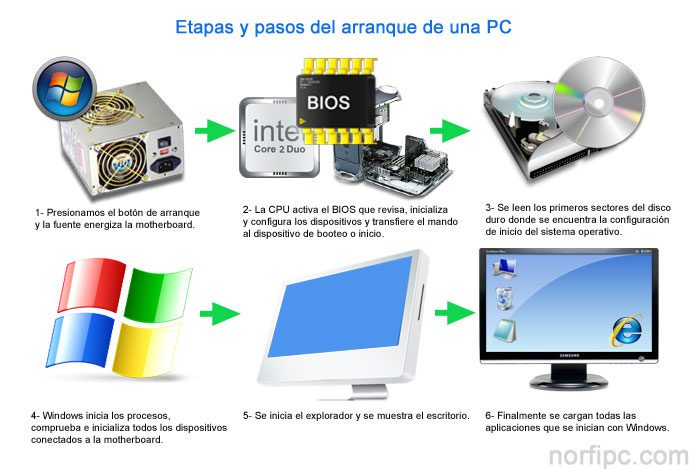 Etapas y pasos del arranque de una PC
BIOS
intel
Core 2 Duo
1- Presionamos el botón de arranque
y la fuente energiza la motherboard.
2- La CPU activa el BIOS que revisa, inicializa
y configura los dispositivos y transfiere el mando
al dispositivo de booteo o inicio.
3- Se leen los primeros sectores del disco
duro donde se encuentra la configuración
de inicio del sistema operativo.
SAMSUNG
4- Windows inicia los procesos,
comprueba e inicializa todos los dispositivos
conectados a la motherboard.
5- Se inicia el explorador y se muestra el escritorio.
6- Finalmente se cargan todas las
aplicaciones que se inician con Windows.
norfipc.com